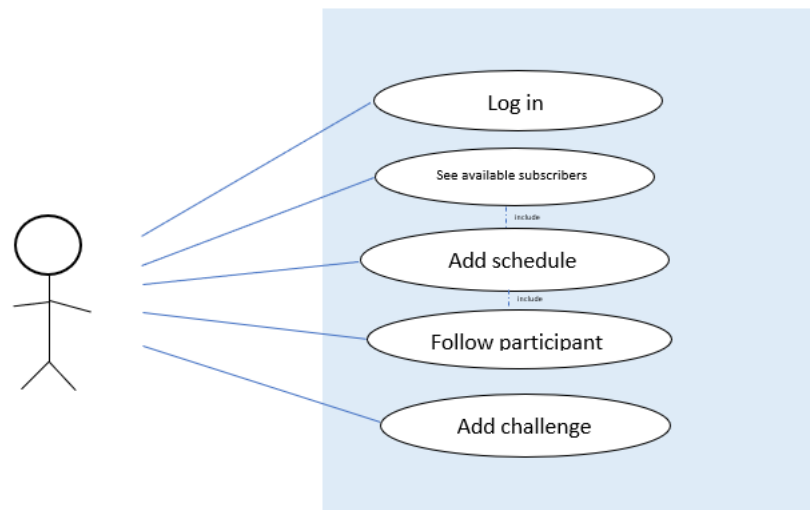 Log in
See available subscribers
include
Add schedule
include
Follow participant
Add challenge